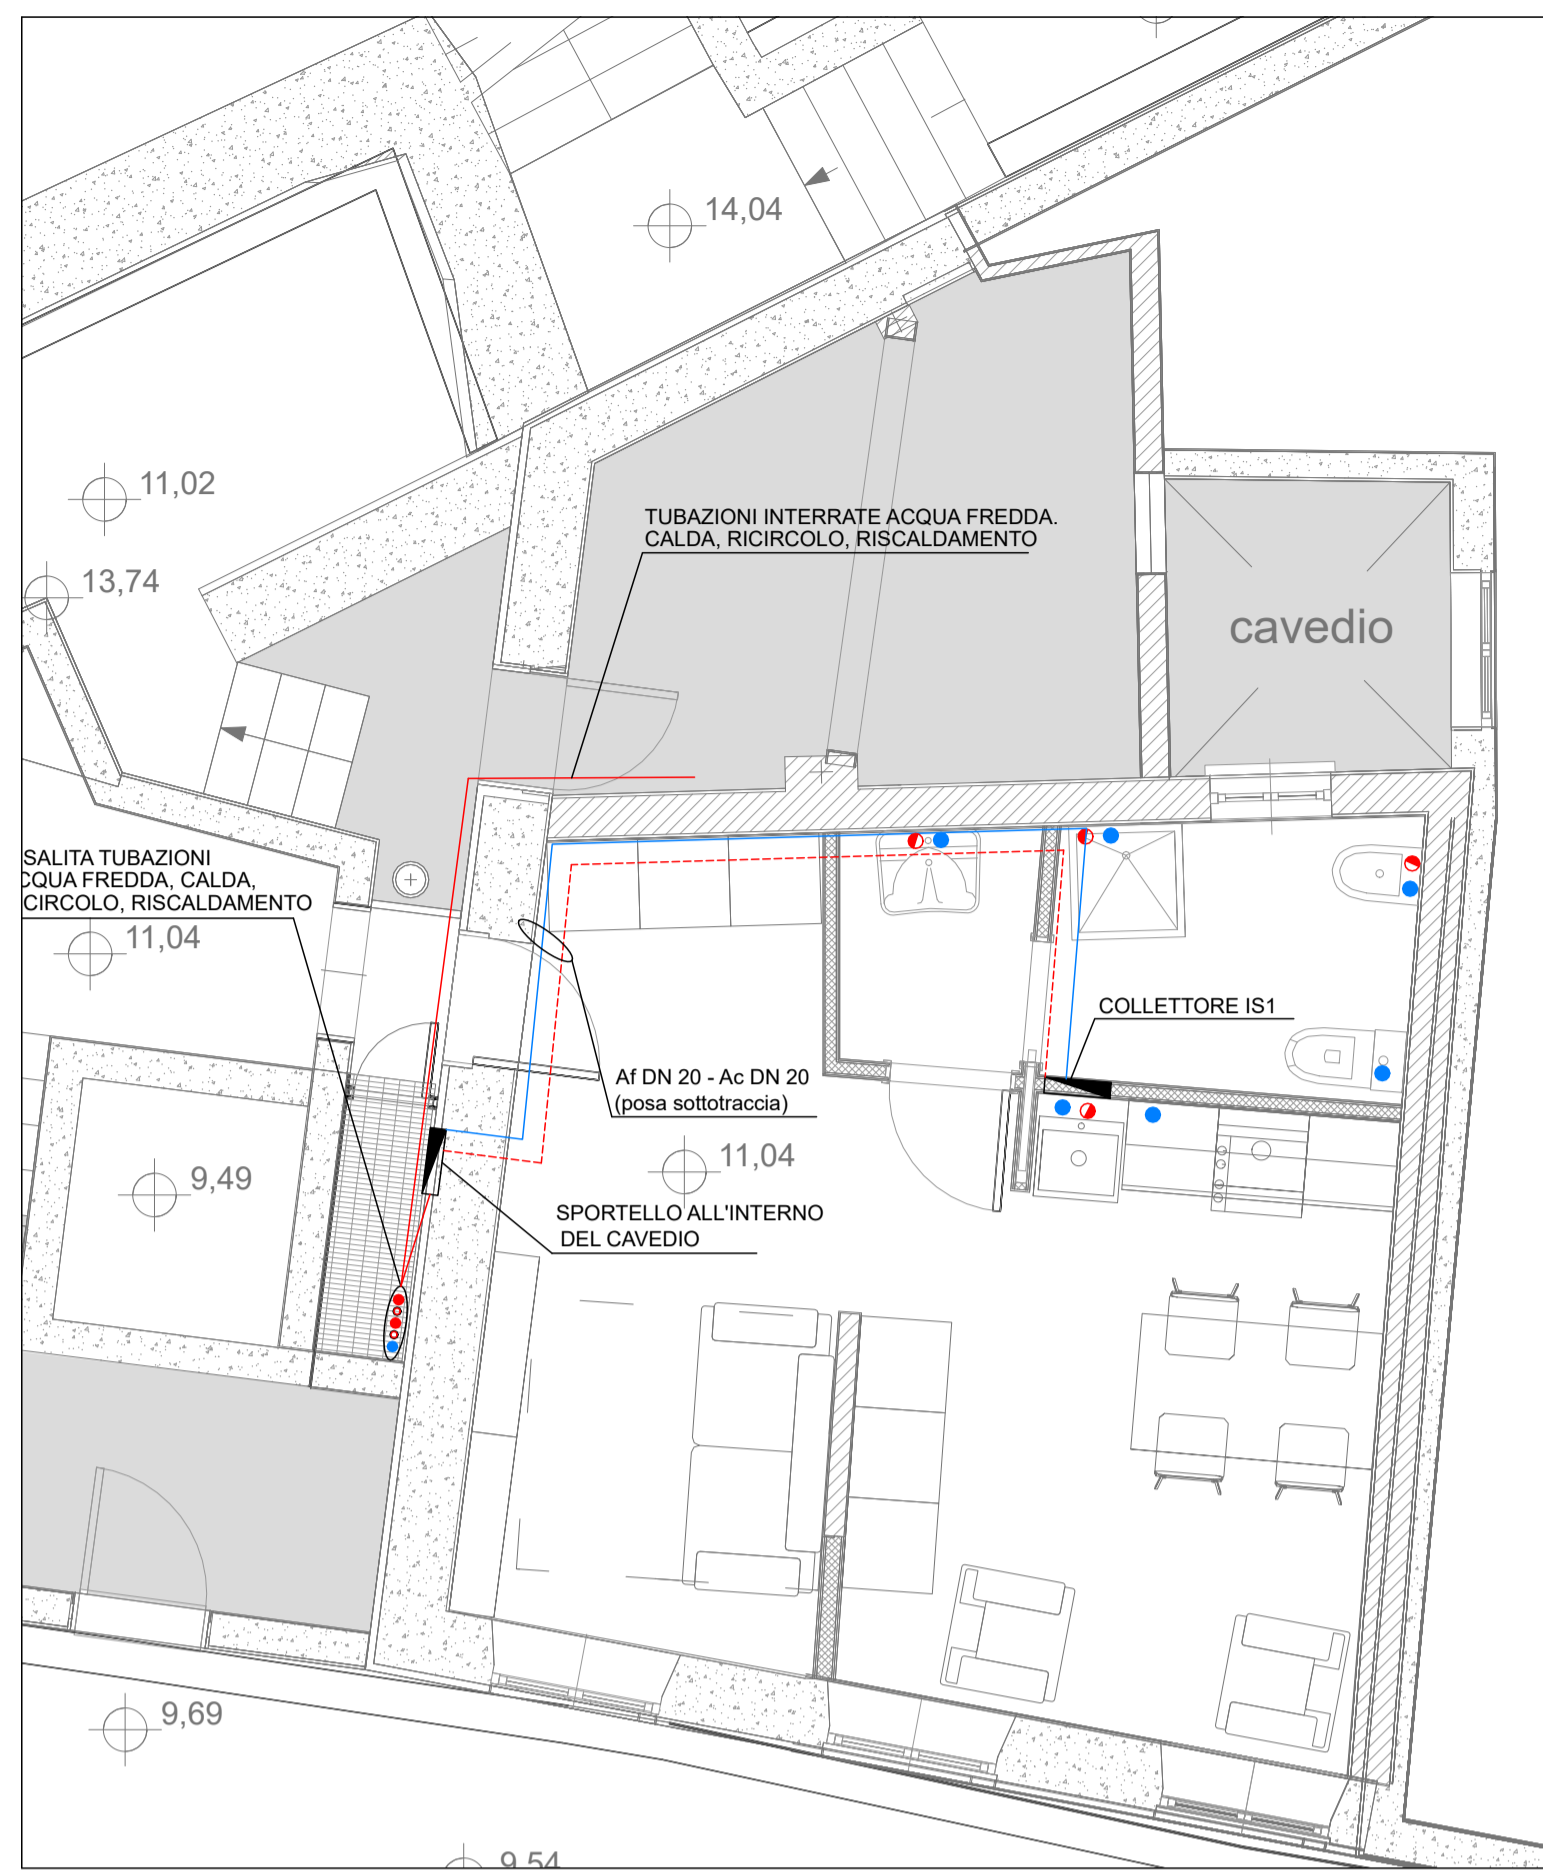 14,04
11,02
TUBAZIONI INTERRATE ACQUA FREDDA.
CALDA, RICIRCOLO, RISCALDAMENTO
13,74
cavedio
SALITA TUBAZIONI
CQUA FREDDA, CALDA,
CIRCOLO, RISCALDAMENTO
11,04
COLLETTORE IS1
Af DN 20 - Ac DN 20
(posa sottotraccia)
11,04
9,49
SPORTELLO ALL'INTERNO
DEL CAVEDIO
9,69
9,54